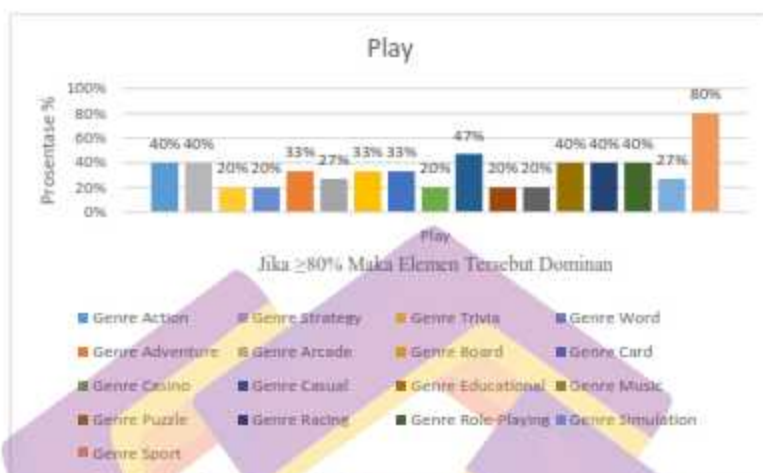 Play
Prosentase %
100%
80%
60%
40%
20%
0%
40% 40% 20% 20% 33% 27% 33% 33% 20% 47% 20% 20% 40% 40% 40% 27% 80%
Play
Jika ≥80% Maka Elemen Tersebut Dominan
Genre Action Genre Strategy Genre Trivia Genre Word
Genre Adventure Genre Arcade Genre Board Genre Card
Genre Casino Genre Casual Genre Educational Genre Music
Genre Puzzle Genre Racing Genre Role-Playing Genre Simulation
Genre Sport